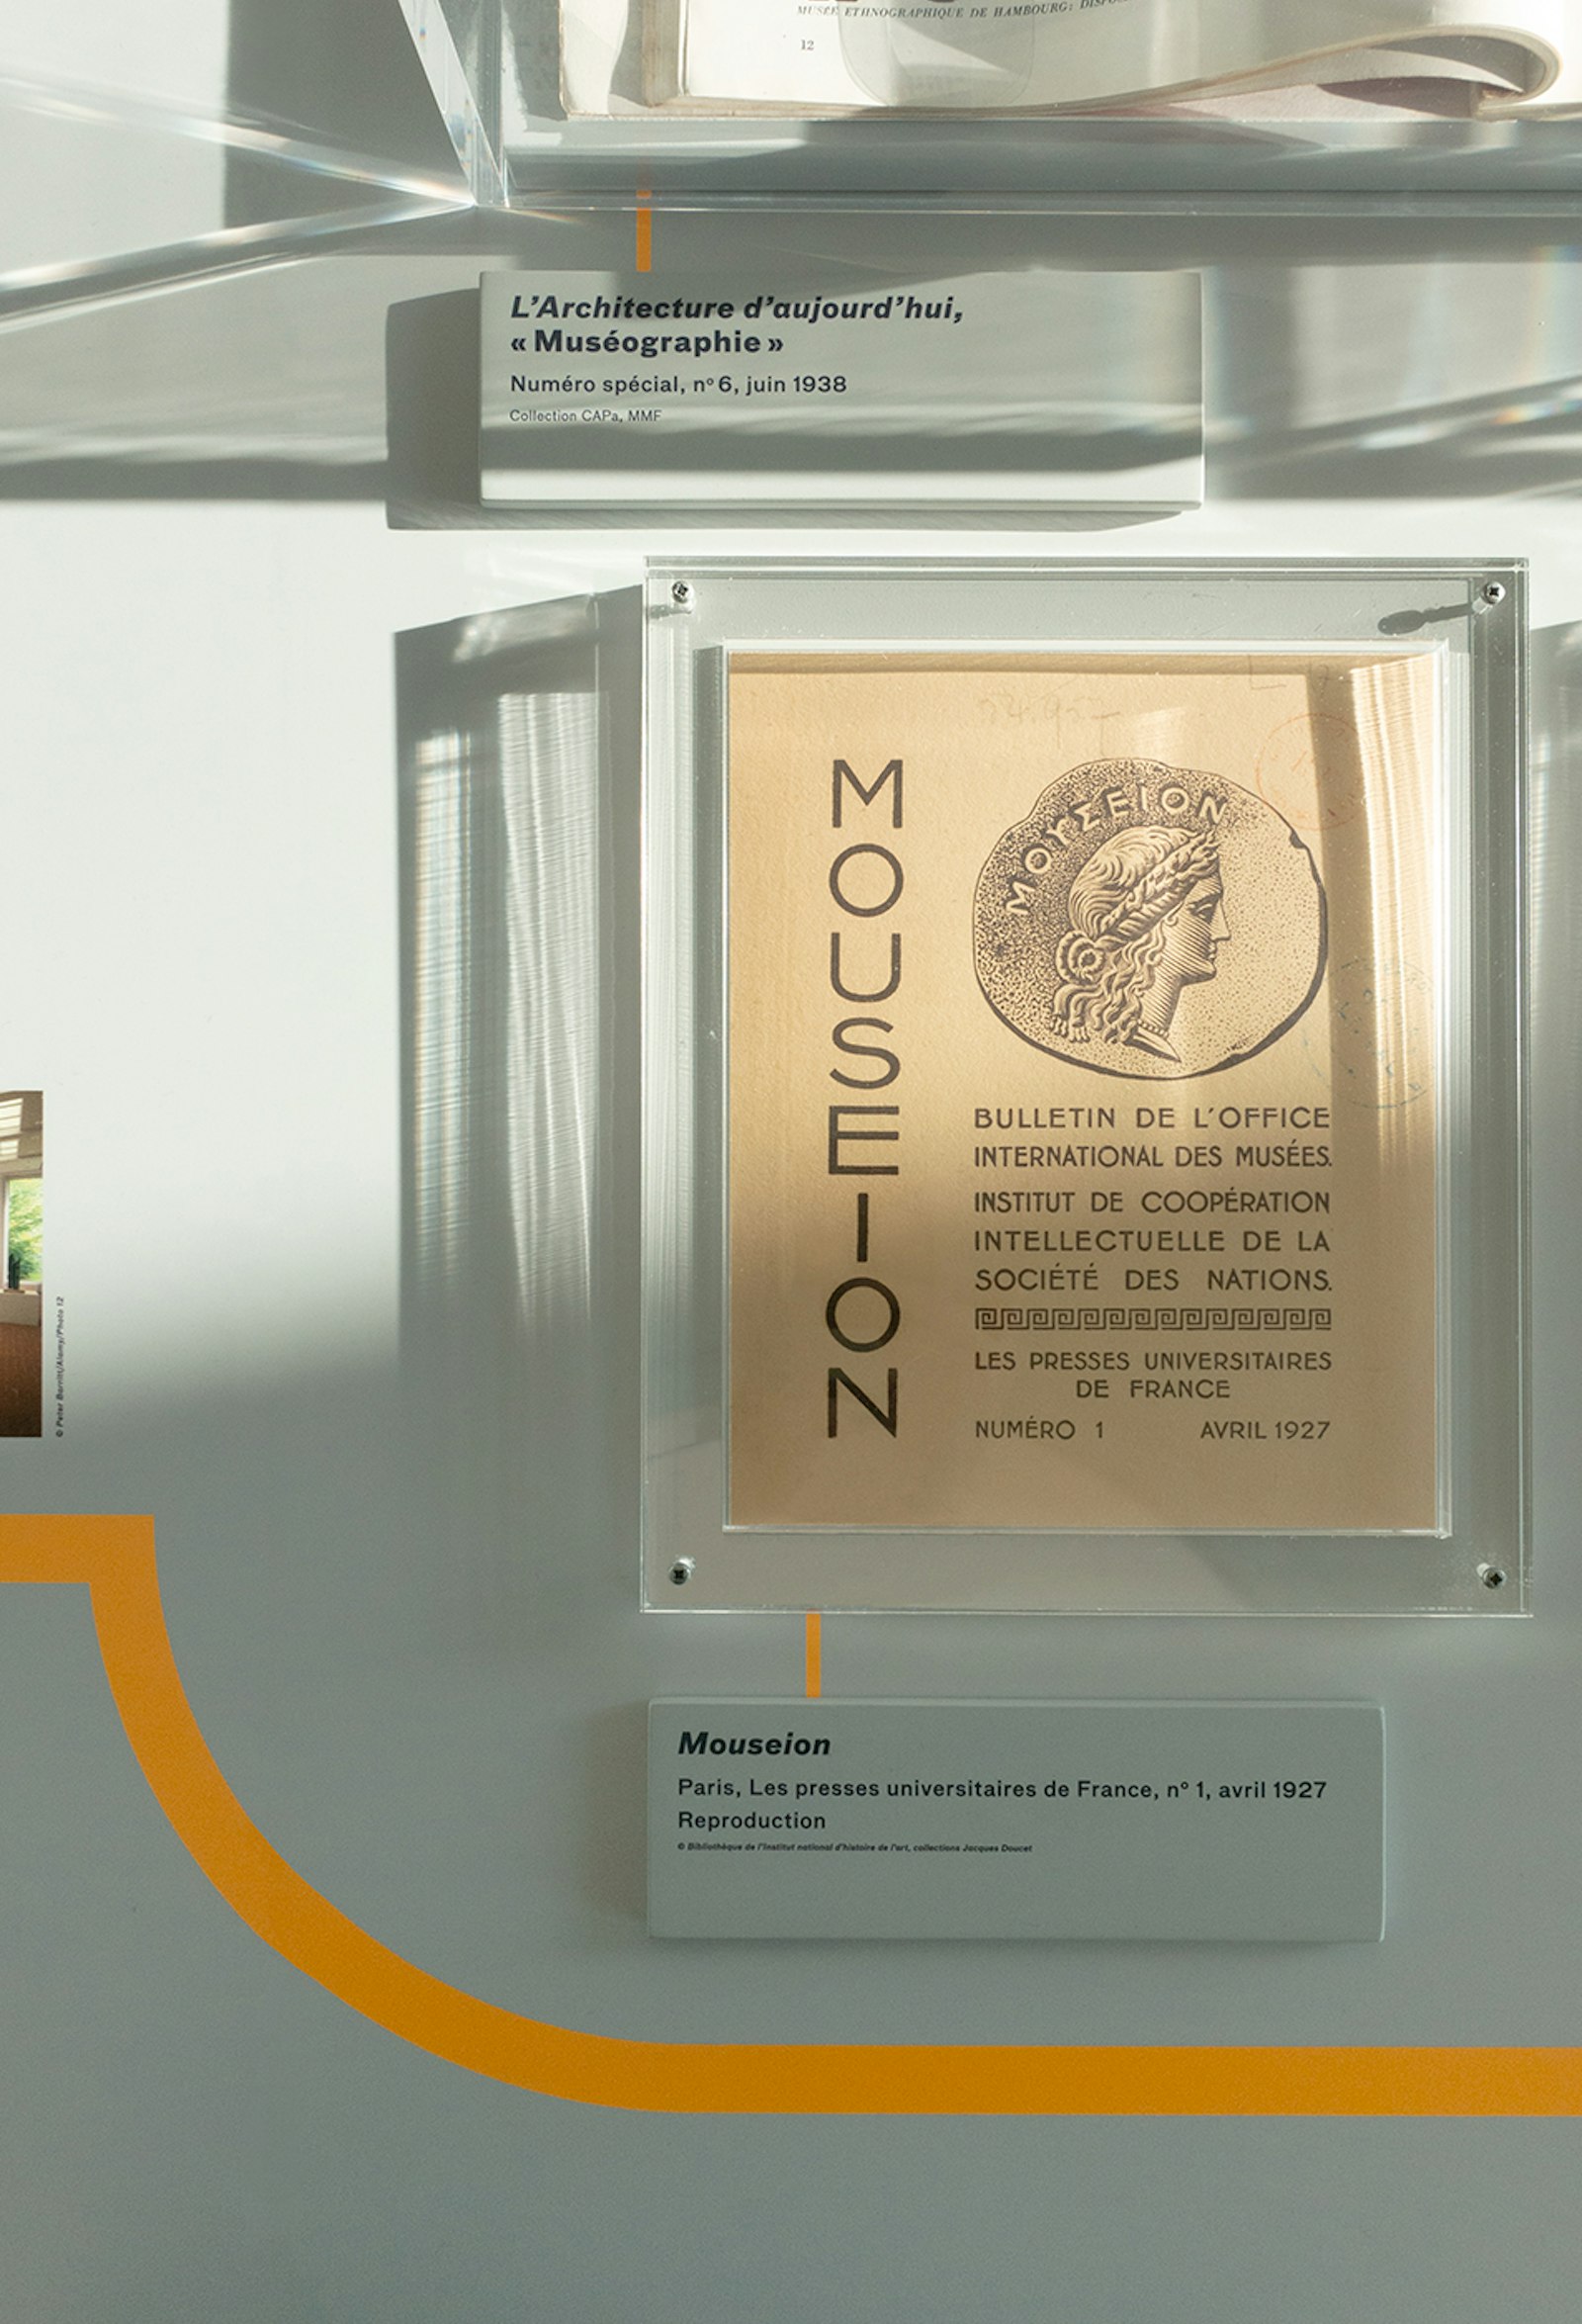 MUSÉE ETHNOGRAPHIQUE DE HAMBOURG:
12
L’Architecture d’aujourd’hui,
« Muséographie »
Numéro spécial, nº 6, juin 1938
Collection CAPa, MMF
MOUSEION
ΜΟΥΣΕΙΟΝ
BULLETIN DE L’OFFICE
INTERNATIONAL DES MUSÉES.
INSTITUT DE COOPÉRATION
INTELLECTUELLE DE LA
SOCIÉTÉ DES NATIONS.
LES PRESSES UNIVERSITAIRES
DE FRANCE
NUMÉRO 1 AVRIL 1927
© Peter Barritt/Alamy/Photo 12
Mouseion
Paris, Les presses universitaires de France, nº 1, avril 1927
Reproduction
© Bibliothèque de l’Institut national d’histoire de l’art, collections Jacques Doucet